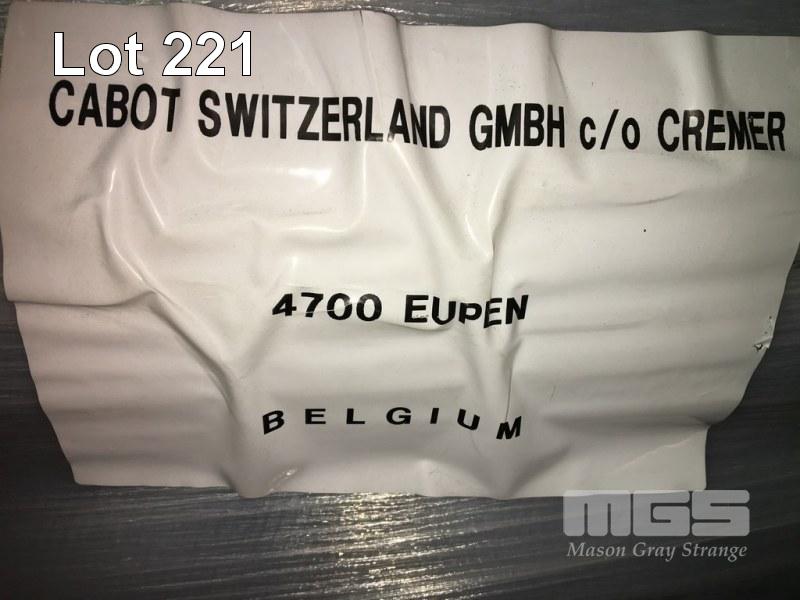 Lot 221
CABOT SWITZERLAND GMBH c/o CREMER
4700 EUPEN
BELGIUM
MGS
Mason Gray Strange